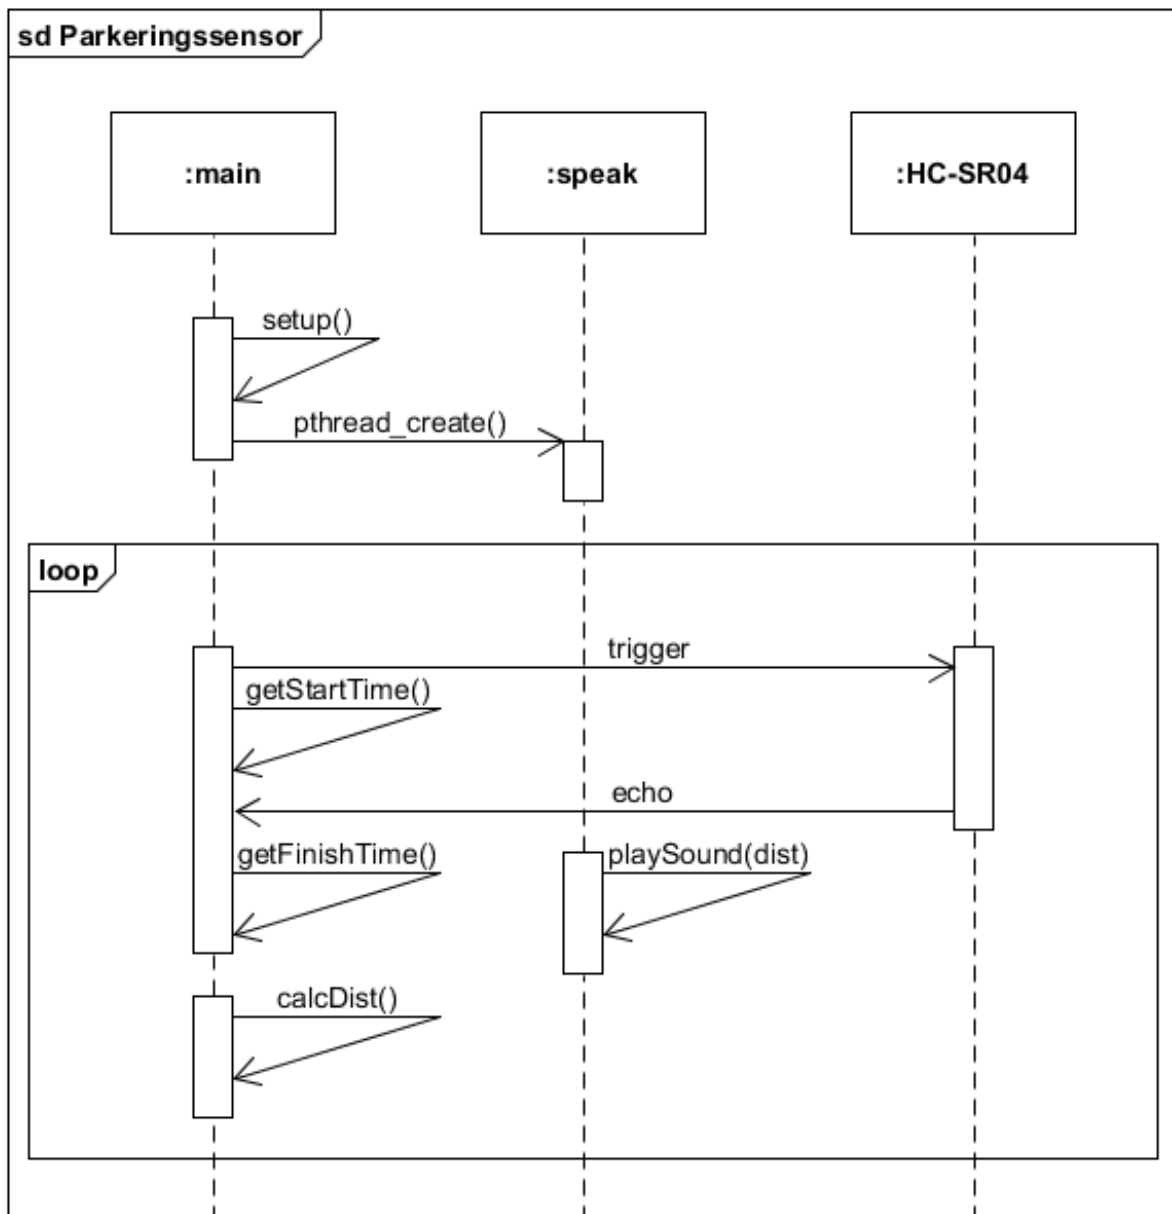 sd Parkeringssensor
:main
:speak
:HC-SR04
setup()
pthread_create()
loop
trigger
getStartTime()
echo
getFinishTime()
playSound(dist)
calcDist()